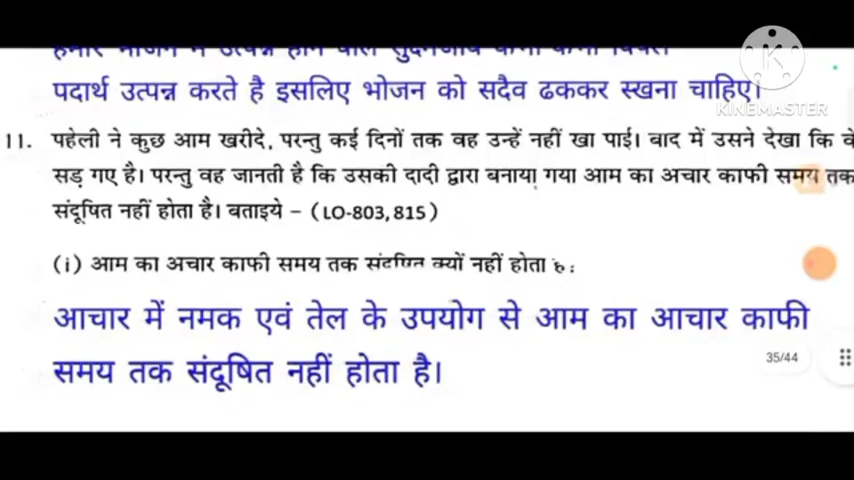 पदार्थ उत्पन्न करते है इसलिए भोजन को सदैव ढककर स्खना चाहिए।
KINEMASTER
11. पहेली ने कुछ आम खरीदे, परन्तु कई दिनों तक वह उन्हें नहीं खा पाई। बाद में उसने देखा कि वे
सड़ गए है। परन्तु वह जानती है कि उसकी दादी द्वारा बनाया गया आम का अचार काफी समय तक
संदूषित नहीं होता है। बताइये – (LO-803, 815)
(i) आम का अचार काफी समय तक संदूषित क्यों नहीं होता
आचार में नमक एवं तेल के उपयोग से आम का आचार काफी
35/44
समय तक संदूषित नहीं होता है।